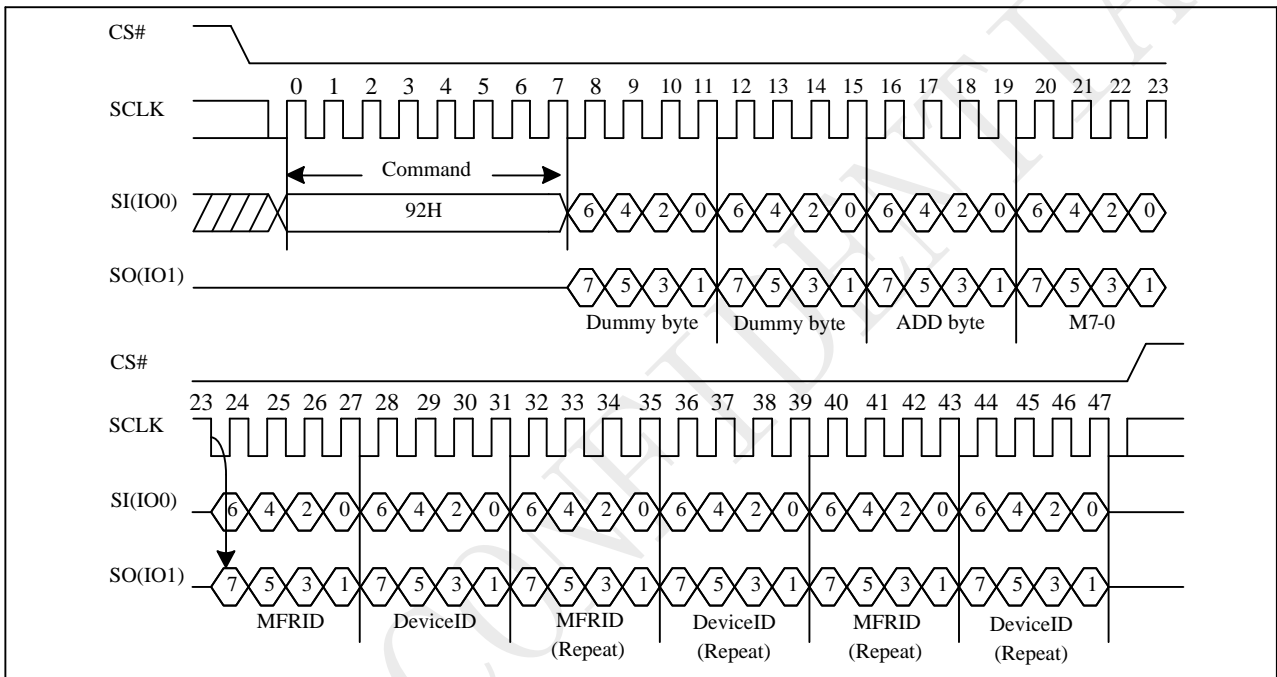 CS#
0 1 2 3 4 5 6 7 8 9 10 11 12 13 14 15 16 17 18 19 20 21 22 23
SCLK
Command
SI(IO0)
92H 6 4 2 0 6 4 2 0 6 4 2 0 6 4 2 0
SO(IO1)
7 5 3 1 7 5 3 1 7 5 3 1 7 5 3 1
Dummy byte Dummy byte ADD byte M7-0
CS#
23 24 25 26 27 28 29 30 31 32 33 34 35 36 37 38 39 40 41 42 43 44 45 46 47
SCLK
SI(IO0) 6 4 2 0 6 4 2 0 6 4 2 0 6 4 2 0 6 4 2 0 6 4 2 0
SO(IO1) 7 5 3 1 7 5 3 1 7 5 3 1 7 5 3 1 7 5 3 1 7 5 3 1
MFRID DeviceID MFRID DeviceID MFRID DeviceID
(Repeat) (Repeat) (Repeat) (Repeat)
CONFIDENTIA